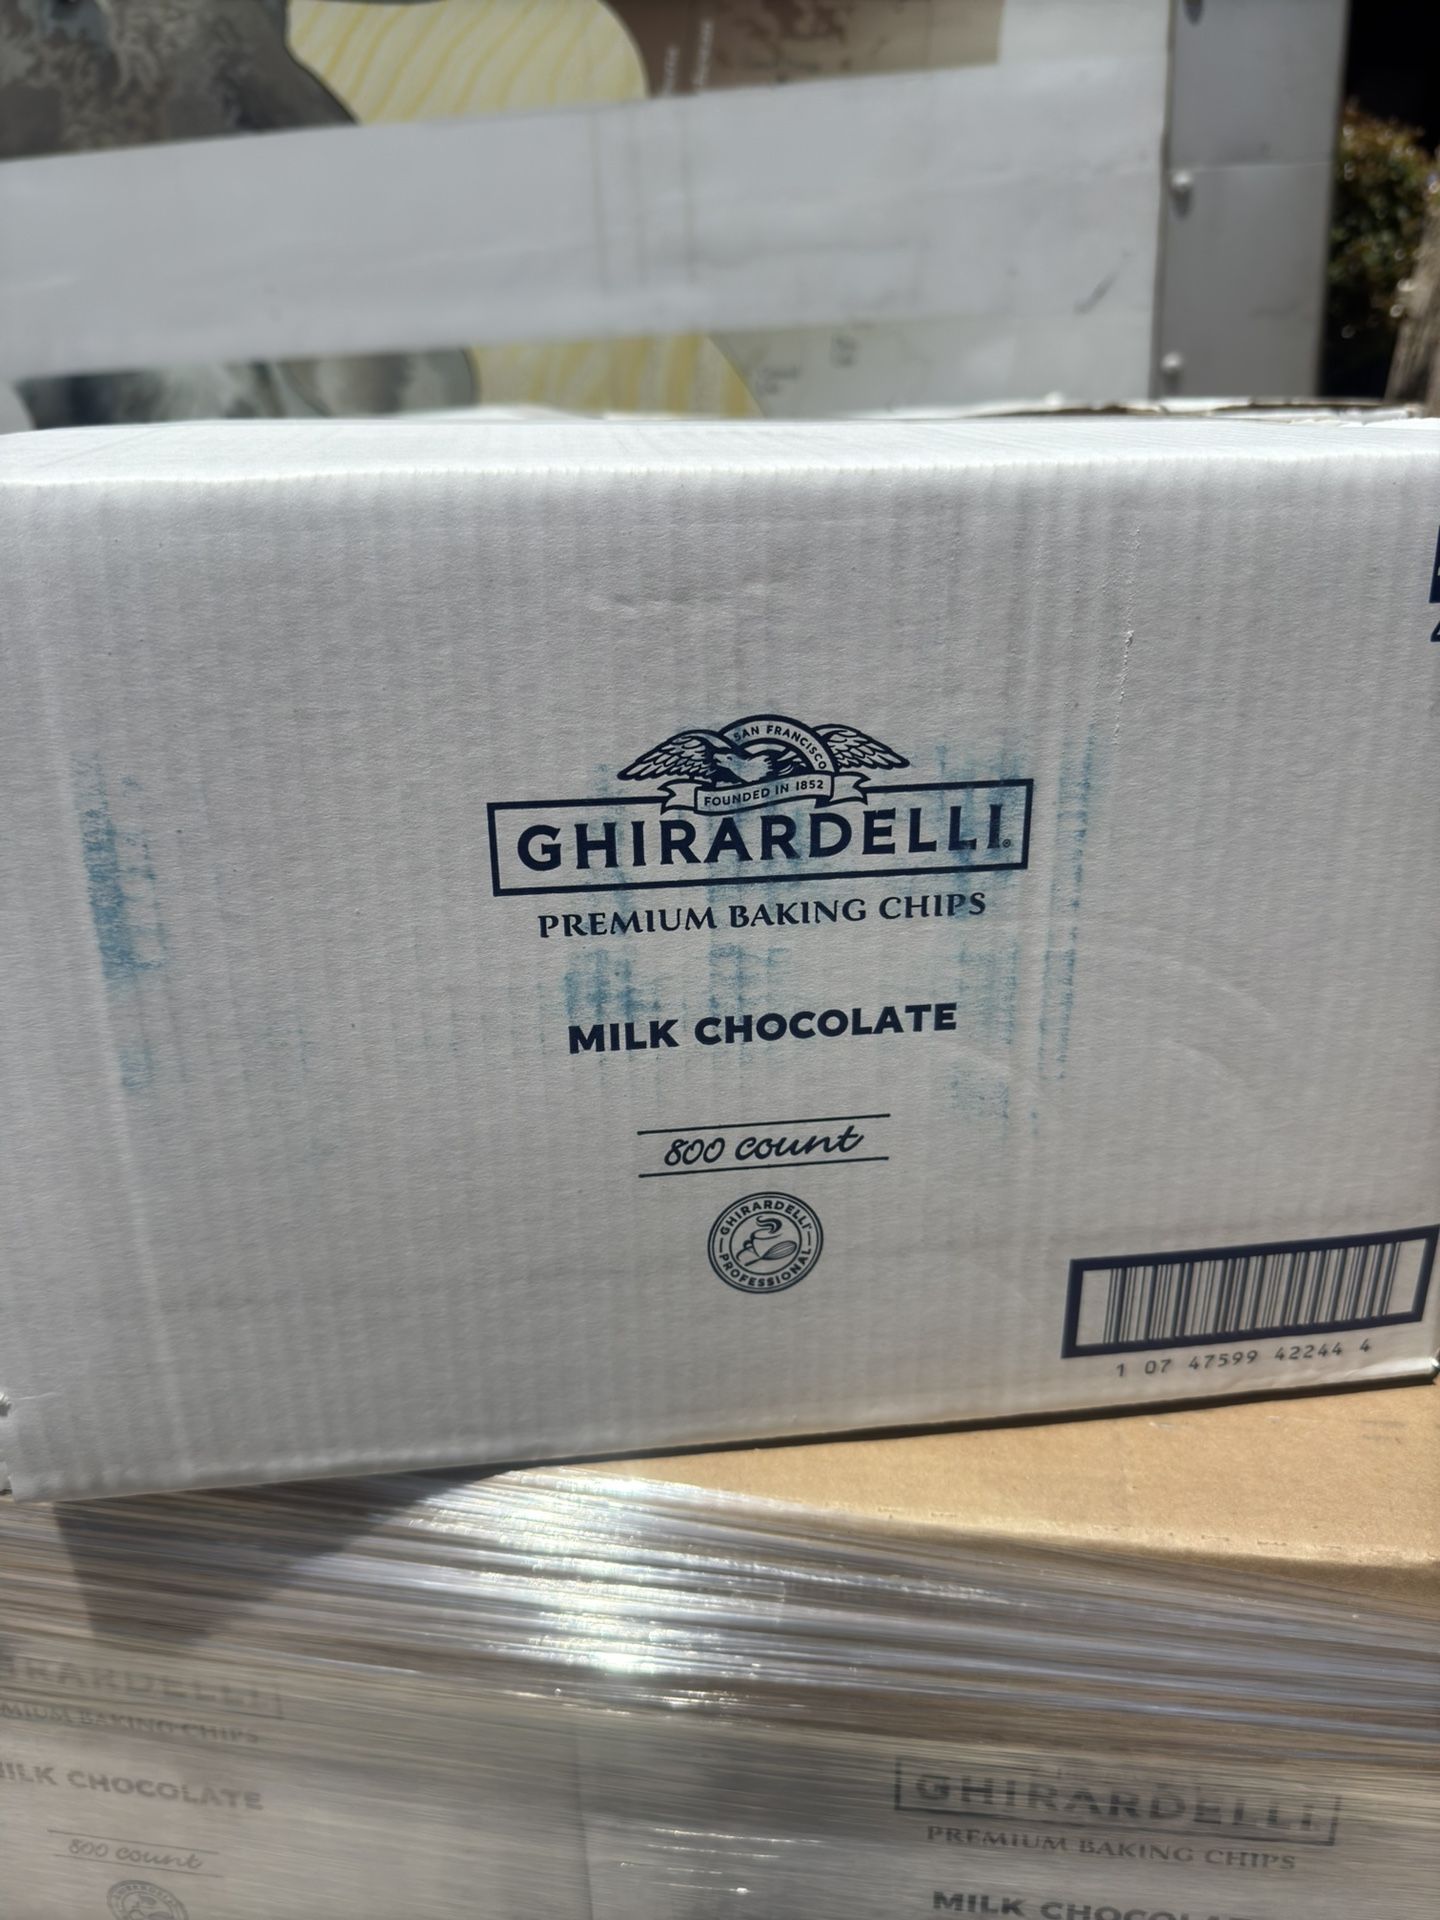 SAN FRANCISCO
FOUNDED IN 1852
GHIRARDELLI®
PREMIUM BAKING CHIPS
MILK CHOCOLATE
800 count
GHIRARDELLI
PROFESSIONAL
1 07 47599 42244 4
BAKING CHIPS
CHOCOLATE
800 count
GHIRARDELLI
PREMIUM BAKING CHIPS
MILK